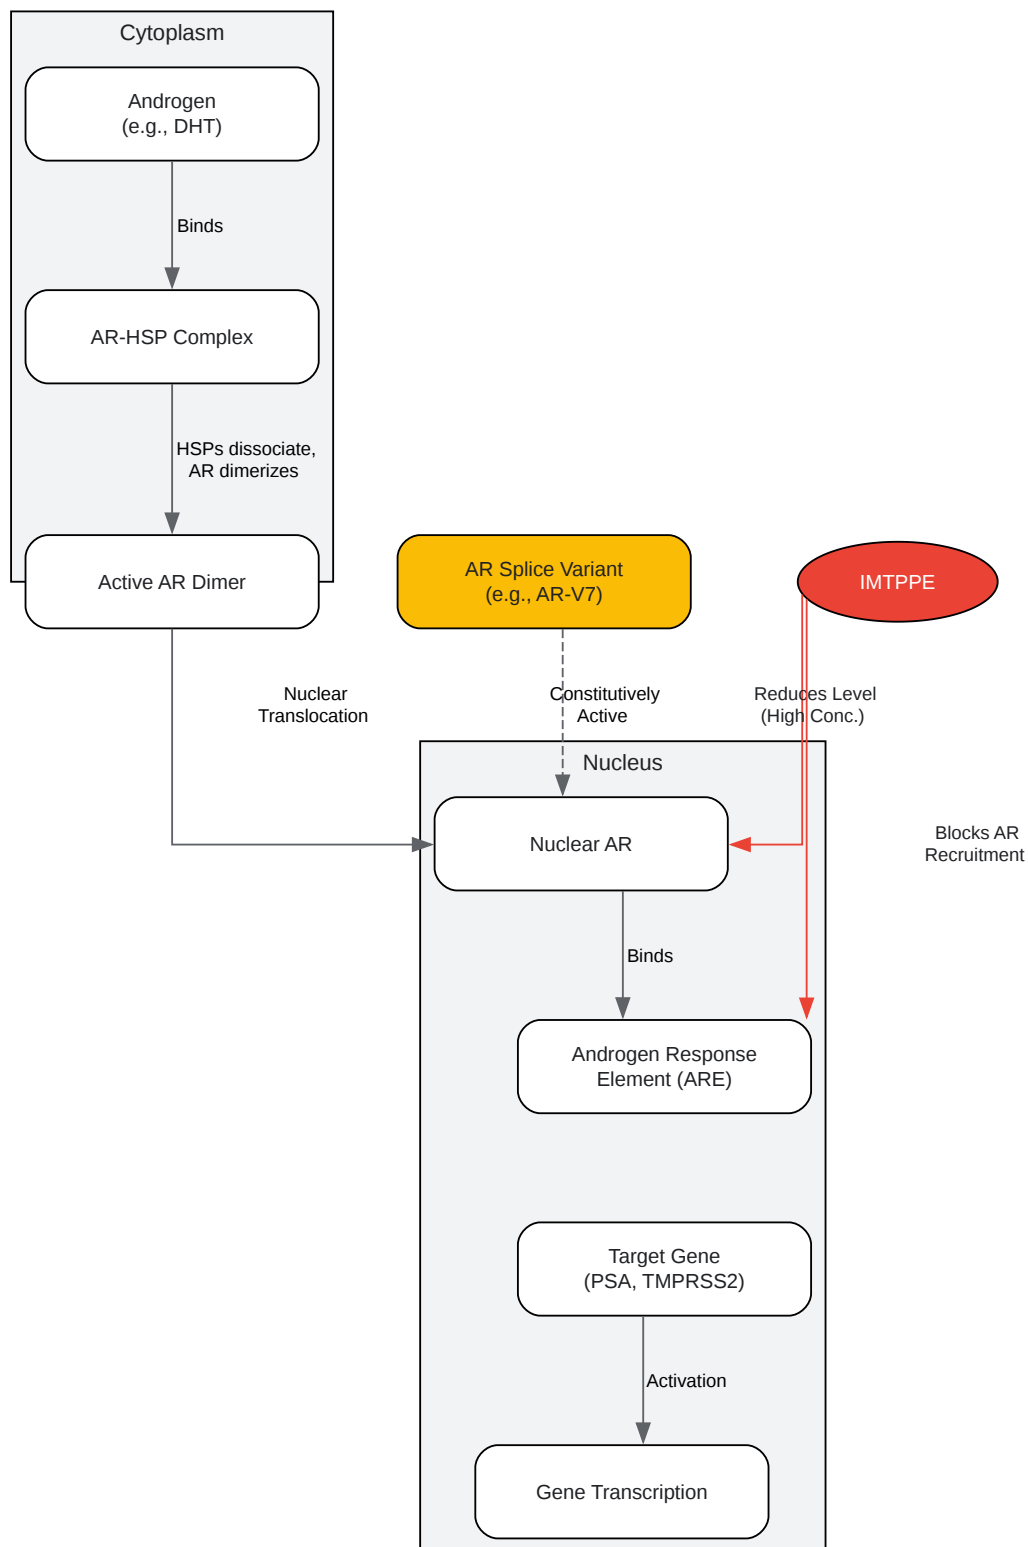 Cytoplasm
Androgen
(e.g., DHT)
Binds
AR-HSP Complex
HSPs dissociate,
AR dimerizes
Active AR Dimer
AR Splice Variant
(e.g., AR-V7)
IMTPPE
Nuclear
Translocation
Constitutively
Active
Reduces Level
(High Conc.)
Nucleus
Nuclear AR
Blocks AR
Recruitment
Binds
Androgen Response
Element (ARE)
Target Gene
(PSA, TMPRSS2)
Activation
Gene Transcription